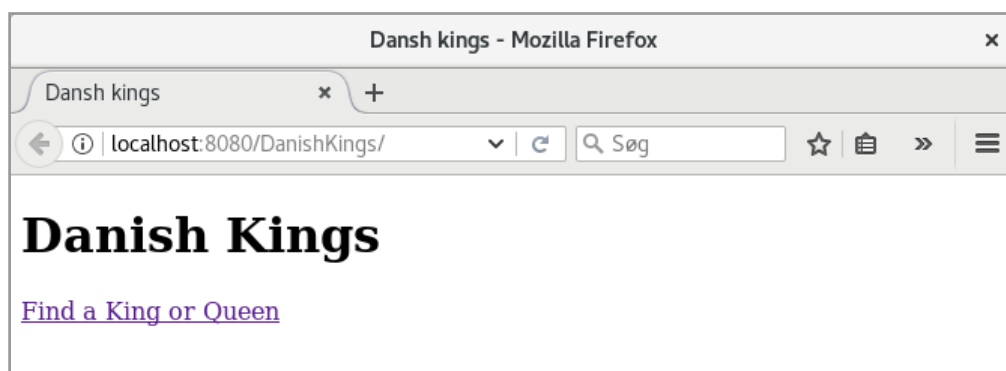 Dansh kings - Mozilla Firefox
Dansh kings
localhost:8080/DanishKings/ Søg
Danish Kings
Find a King or Queen